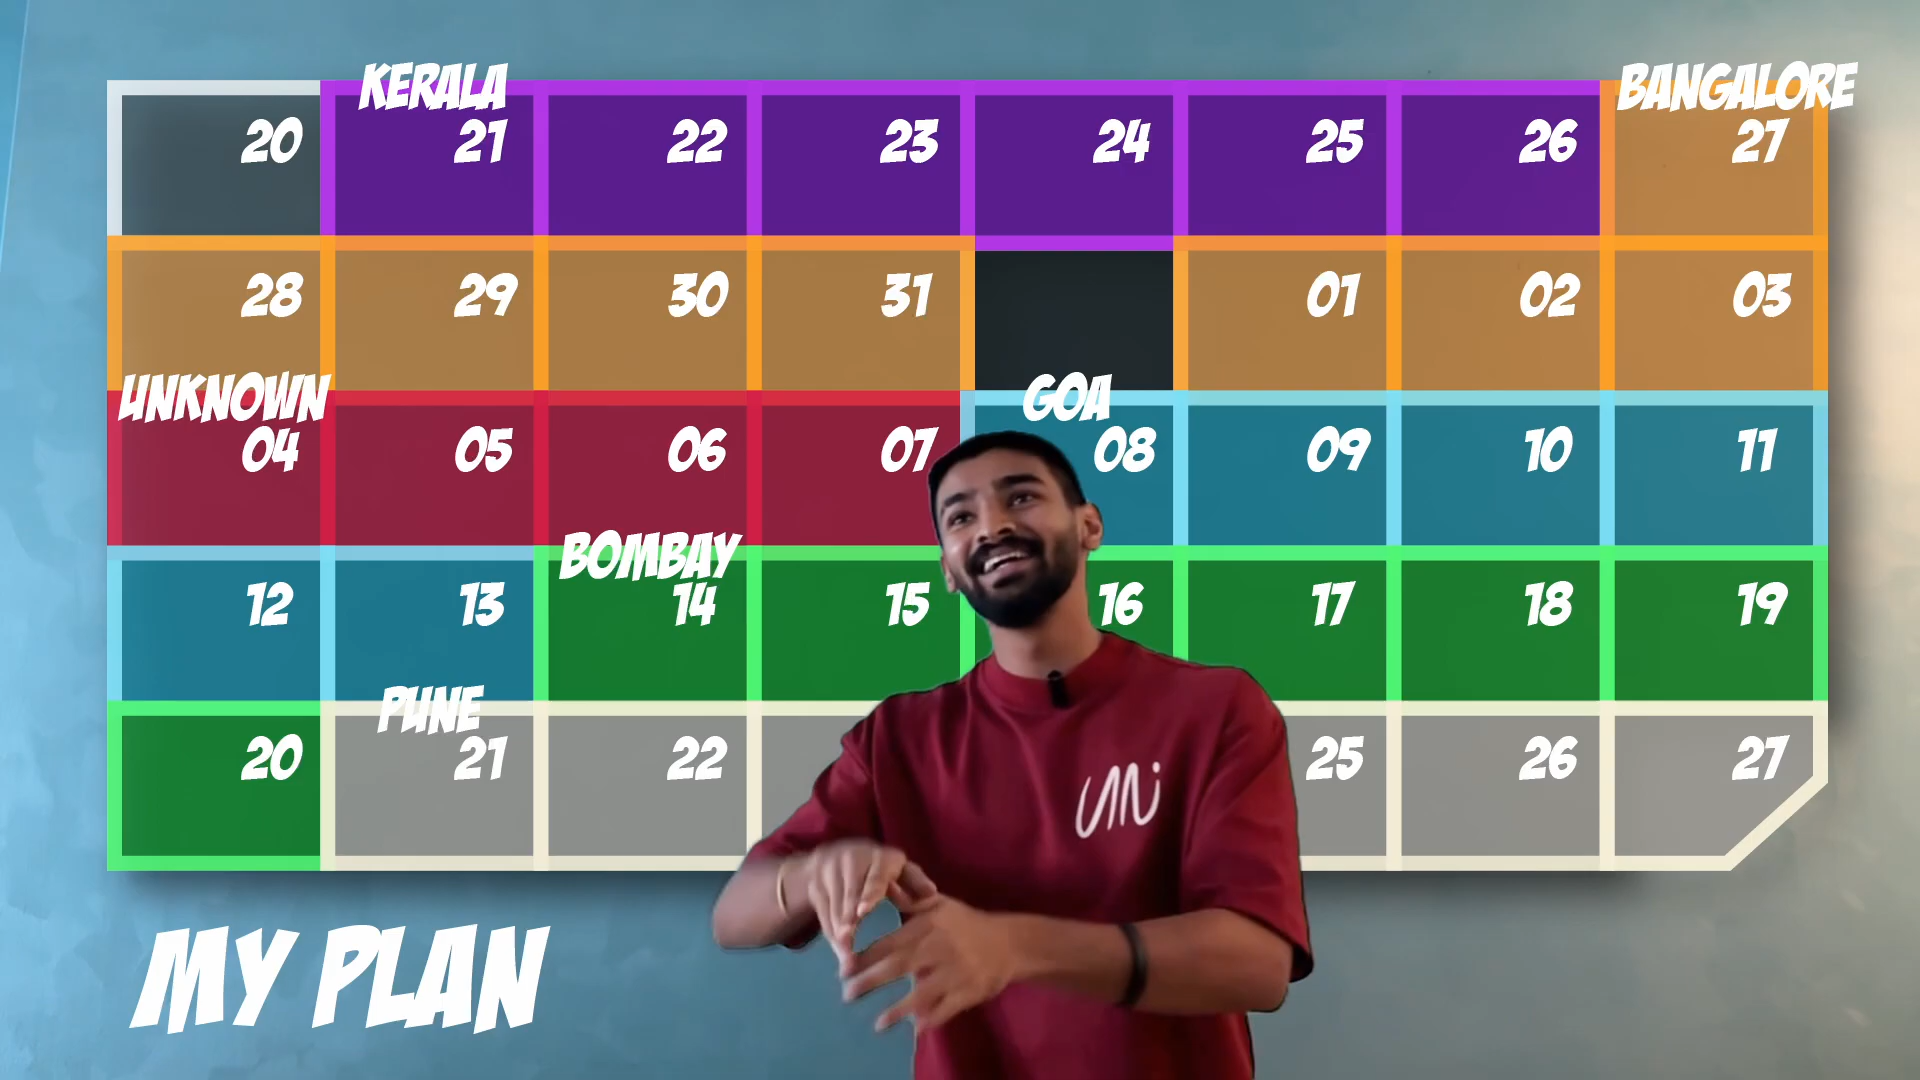 KERALA
BANGALORE
20 21 22 23 24 25 26 27
28 29 30 31 01 02 03
UNKNOWN
GOA
04 05 06 07 08 09 10 11
BOMBAY
12 13 14 15 16 17 18 19
PUNE
20 21 22 25 26 27
MY PLAN